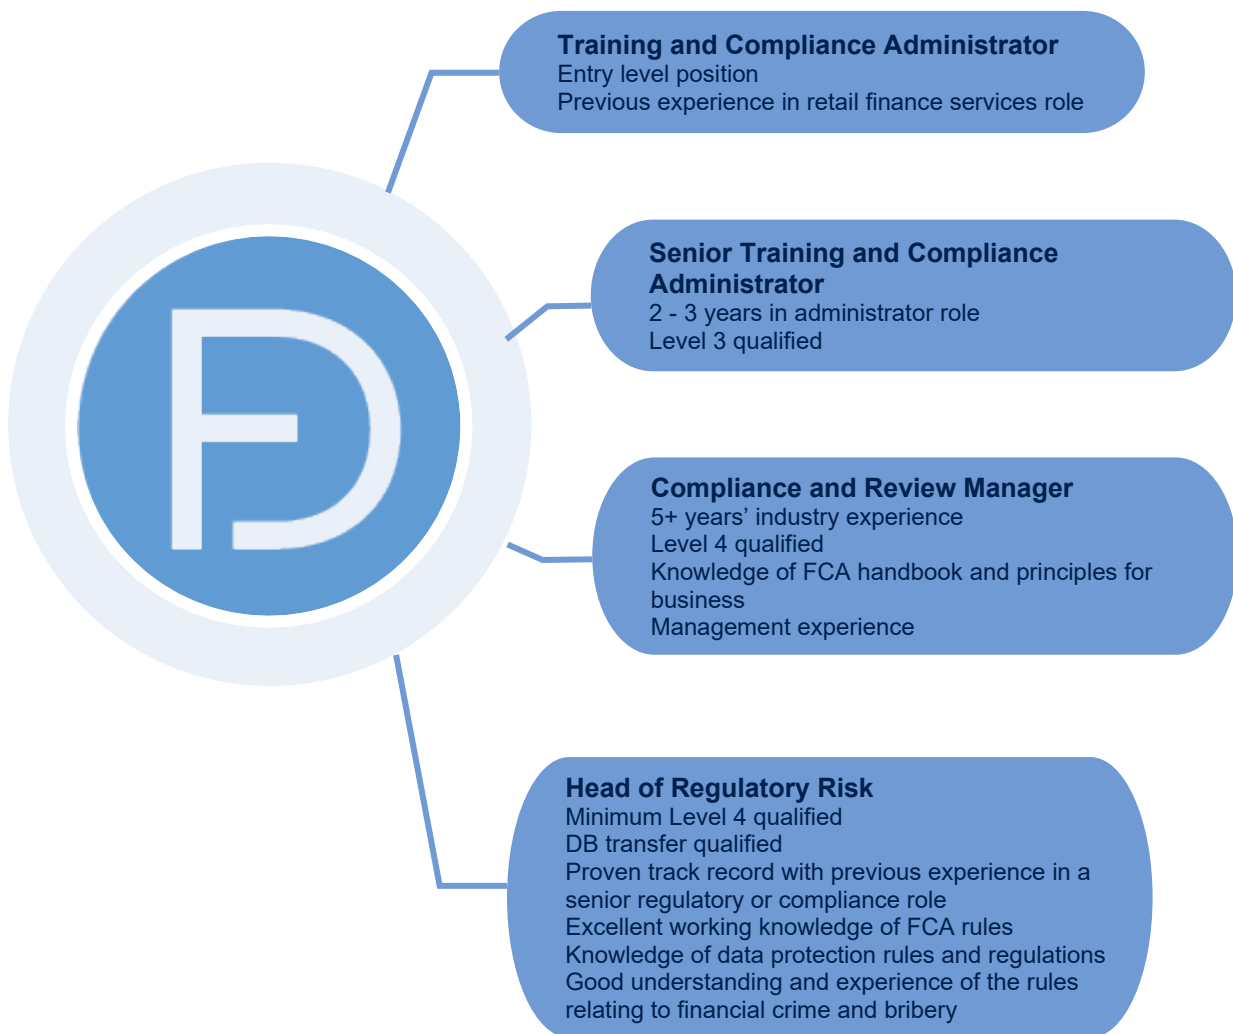 Training and Compliance Administrator
Entry level position
Previous experience in retail finance services role
Senior Training and Compliance
Administrator
2 - 3 years in administrator role
Level 3 qualified
FD
Compliance and Review Manager
5+ years’ industry experience
Level 4 qualified
Knowledge of FCA handbook and principles for
business
Management experience
Head of Regulatory Risk
Minimum Level 4 qualified
DB transfer qualified
Proven track record with previous experience in a
senior regulatory or compliance role
Excellent working knowledge of FCA rules
Knowledge of data protection rules and regulations
Good understanding and experience of the rules
relating to financial crime and bribery